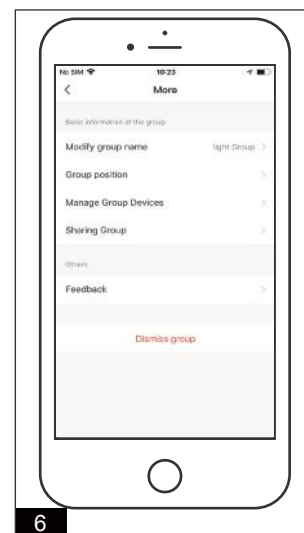 No SIM 10:23
More
Basic information of the group
Modify group name light Group
Group position
Manage Group Devices
Sharing Group
Others
Feedback
Dismiss group
6